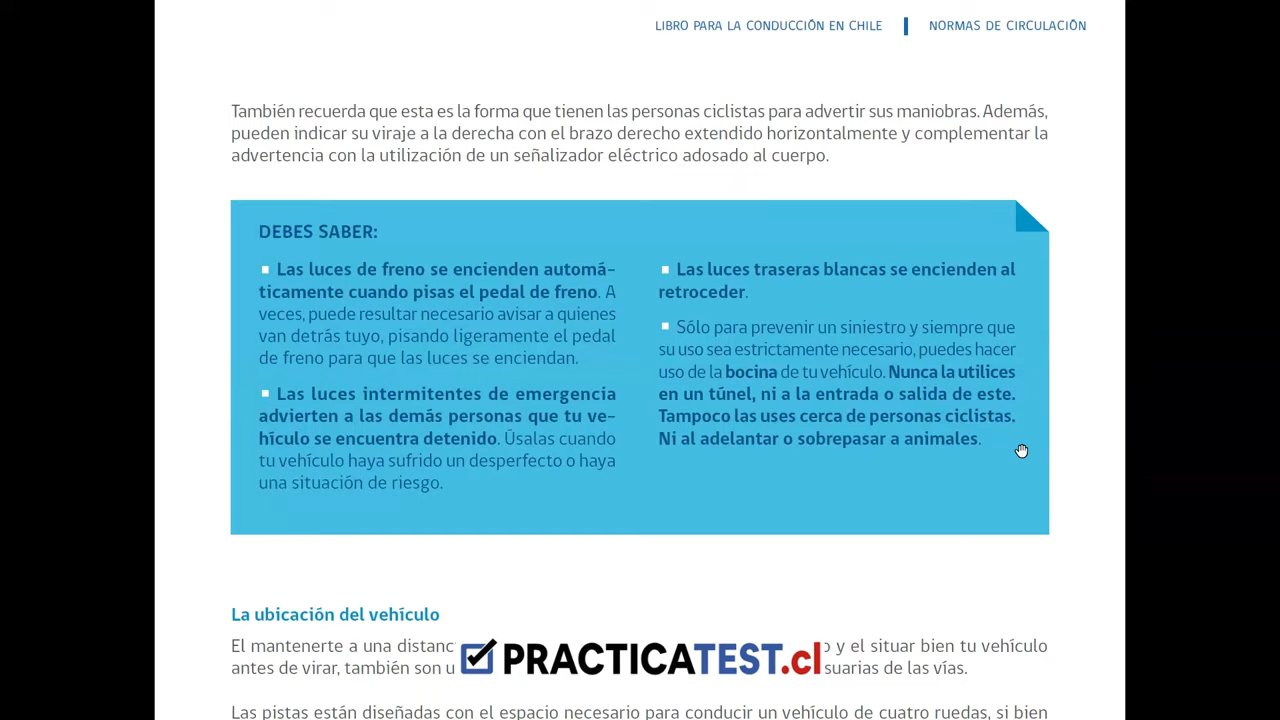 LIBRO PARA LA CONDUCCIÓN EN CHILE
NORMAS DE CIRCULACIÓN
También recuerda que esta es la forma que tienen las personas ciclistas para advertir sus maniobras. Además,
pueden indicar su viraje a la derecha con el brazo derecho extendido horizontalmente y complementar la
advertencia con la utilización de un señalizador eléctrico adosado al cuerpo.
DEBES SABER:
Las luces de freno se encienden automá-
ticamente cuando pisas el pedal de freno. A
veces, puede resultar necesario avisar a quienes
van detrás tuyo, pisando ligeramente el pedal
de freno para que las luces se enciendan.
Las luces intermitentes de emergencia
advierten a las demás personas que tu ve-
hículo se encuentra detenido. Úsalas cuando
tu vehículo haya sufrido un desperfecto o haya
una situación de riesgo.
Las luces traseras blancas se encienden al
retroceder.
Sólo para prevenir un siniestro y siempre que
su uso sea estrictamente necesario, puedes hacer
uso de la bocina de tu vehículo. Nunca la utilices
en un túnel, ni a la entrada o salida de este.
Tampoco las uses cerca de personas ciclistas.
Ni al adelantar o sobrepasar a animales.
La ubicación del vehículo
El mantenerte a una y el situar bien tu vehículo
antes de virar, también son de las vías.
PRACTICATEST.cl
Las pistas están diseñadas con el espacio necesario para conducir un vehículo de cuatro ruedas, si bien